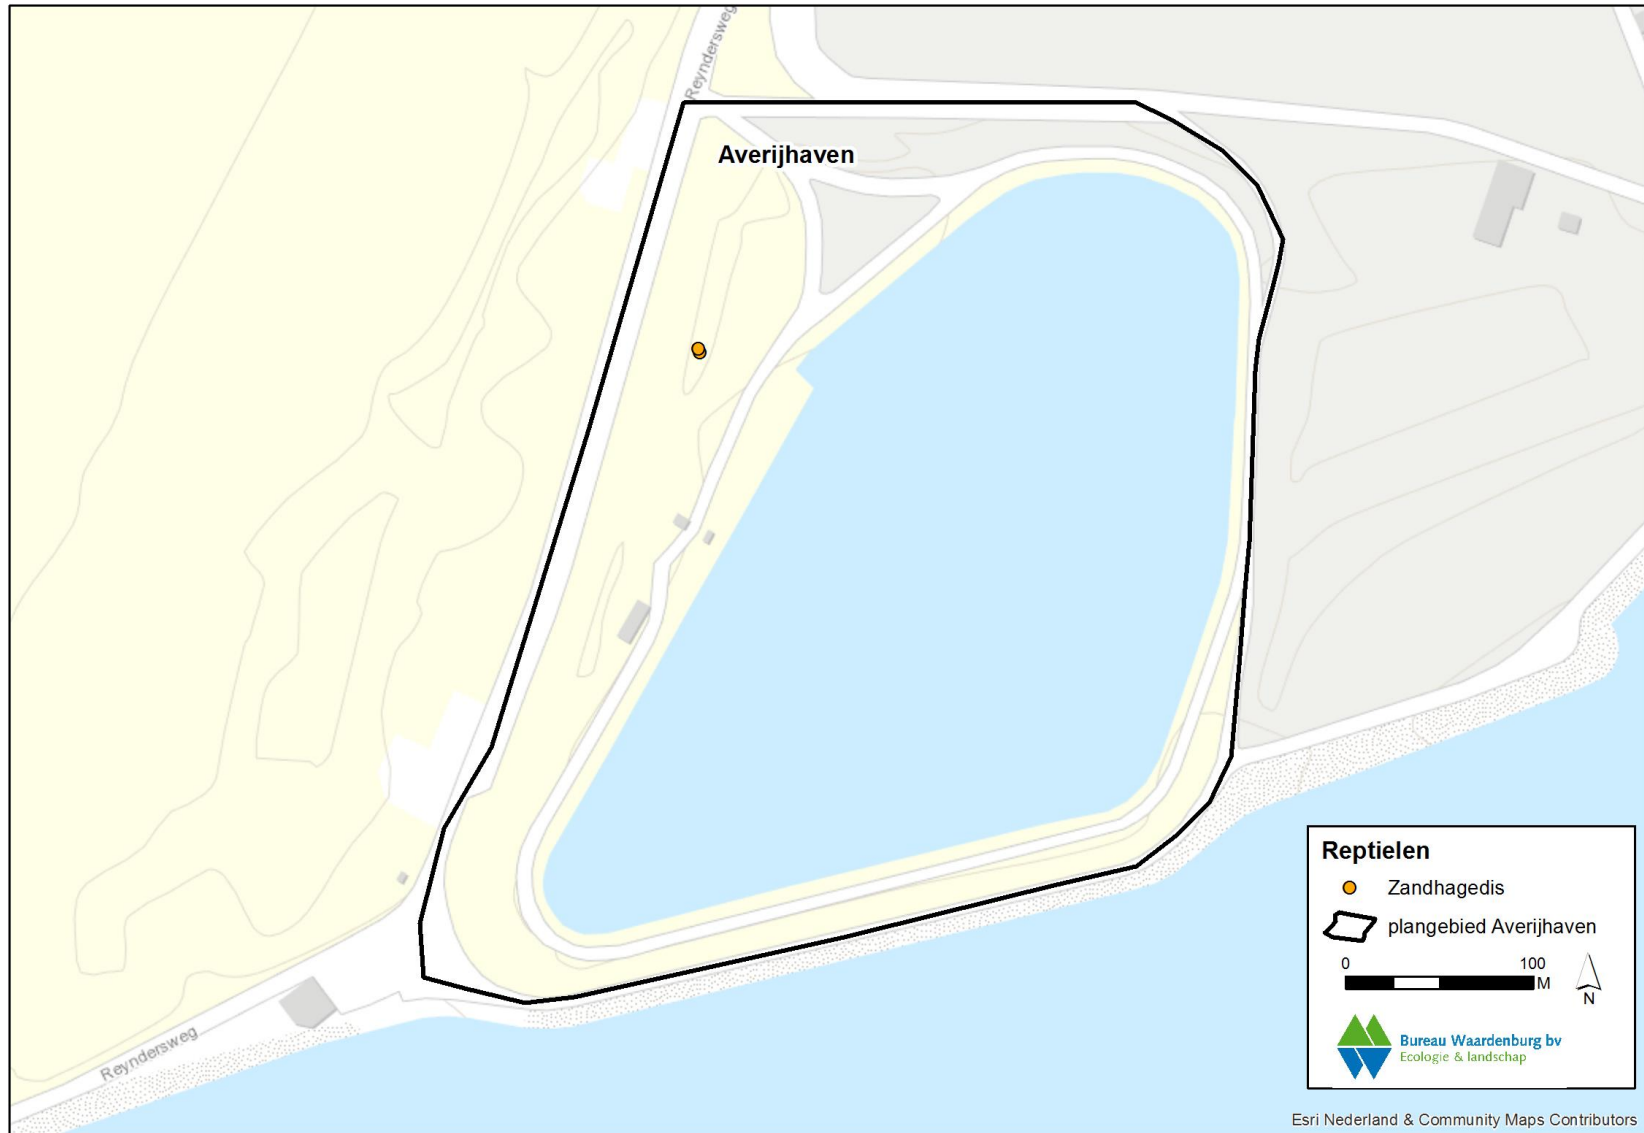 Reyndersweg
Averijhaven
Reyndersweg
Reptielen
Zandhagedis
plangebied Averijhaven
0 100
M
N
Bureau Waardenburg bv
Ecologie & landschap
Esri Nederland & Community Maps Contributors